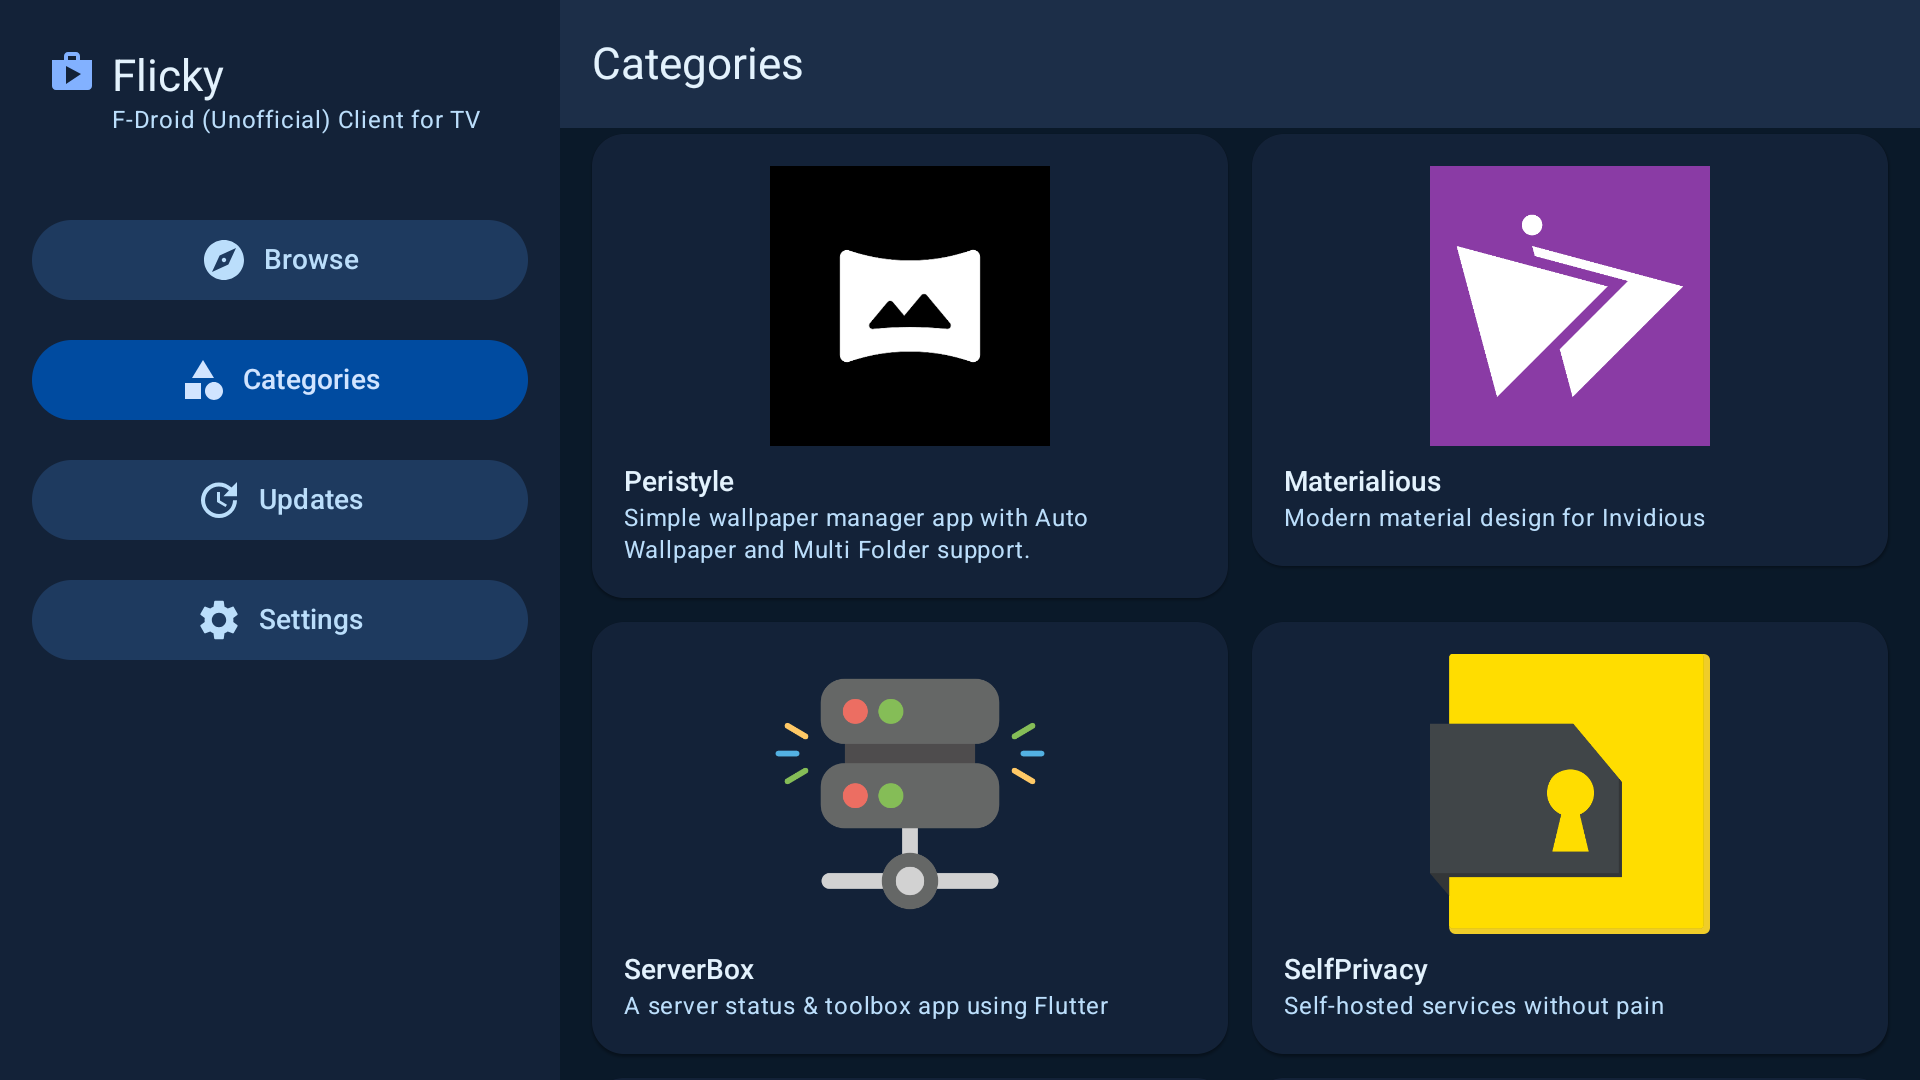 Flicky
F-Droid (Unofficial) Client for TV
Browse
Categories
Updates
Settings
Categories
Peristyle
Simple wallpaper manager app with Auto
Wallpaper and Multi Folder support.
Materialious
Modern material design for Invidious
ServerBox
A server status & toolbox app using Flutter
SelfPrivacy
Self-hosted services without pain